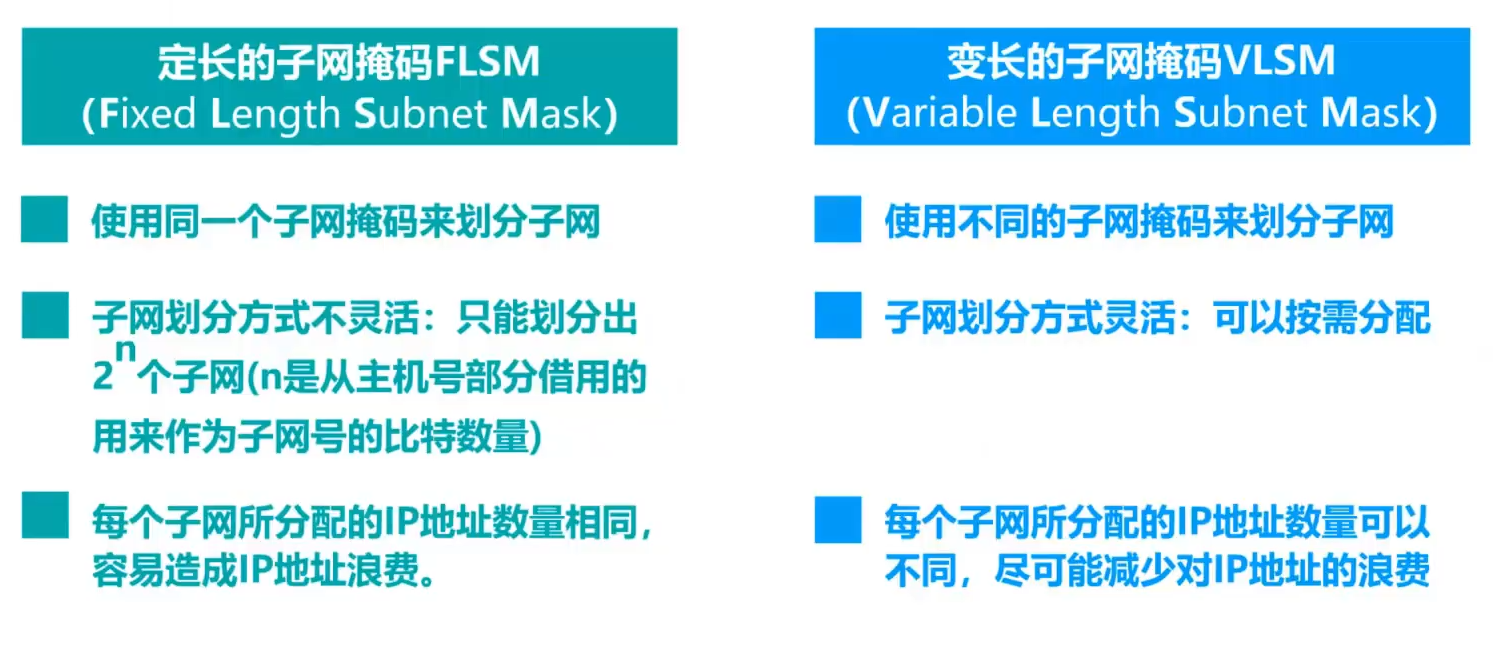 定长的子网掩码FLSM
(Fixed Length Subnet Mask)
使用同一个子网掩码来划分子网
子网划分方式不灵活：只能划分出
2ⁿ个子网(n是从主机号部分借用的
用来作为子网号的比特数量)
每个子网所分配的IP地址数量相同，
容易造成IP地址浪费。
变长的子网掩码VLSM
(Variable Length Subnet Mask)
使用不同的子网掩码来划分子网
子网划分方式灵活：可以按需分配
每个子网所分配的IP地址数量可以
不同，尽可能减少对IP地址的浪费